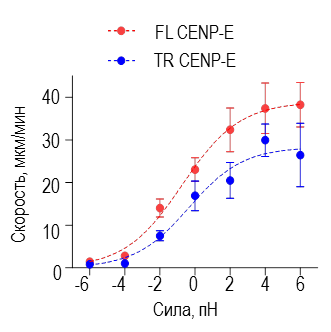 FL CENP-E
TR CENP-E
Скорость, мкм/мин
40
30
20
10
0
-6 -4 -2 0 2 4 6
Сила, пН